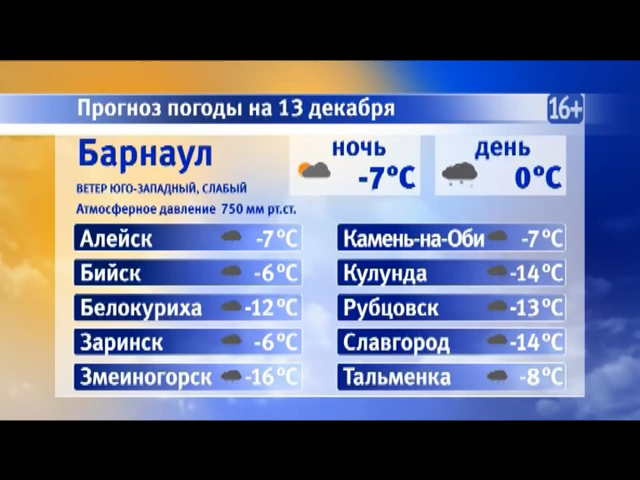 Прогноз погоды на 13 декабря 16+
Барнаул
ночь
-7°C
день
0°C
ВЕТЕР ЮГО-ЗАПАДНЫЙ, СЛАБЫЙ
Атмосферное давление 750 мм рт.ст.
Алейск -7°C
Бийск -6°C
Белокуриха -12°C
Заринск -6°C
Змеиногорск -16°C
Камень-на-Оби -7°C
Кулунда -14°C
Рубцовск -13°C
Славгород -14°C
Тальменка -8°C